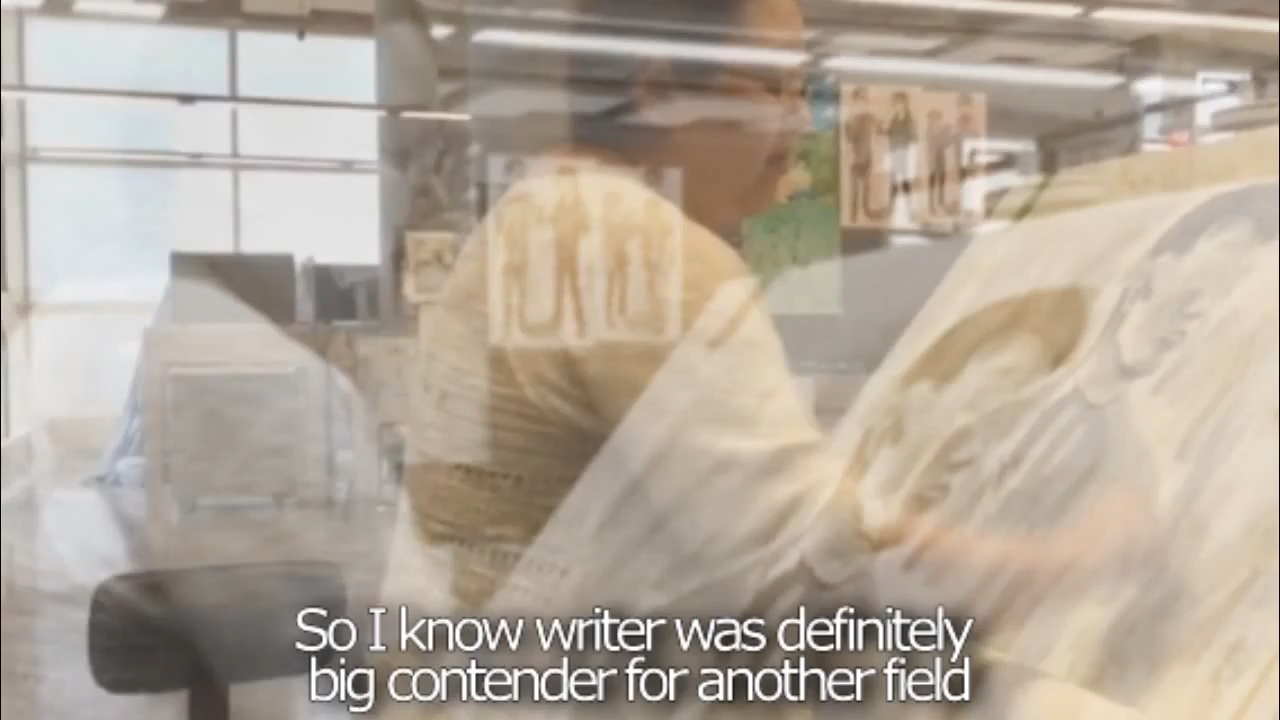 So I know writer was definitely
big contender for another field